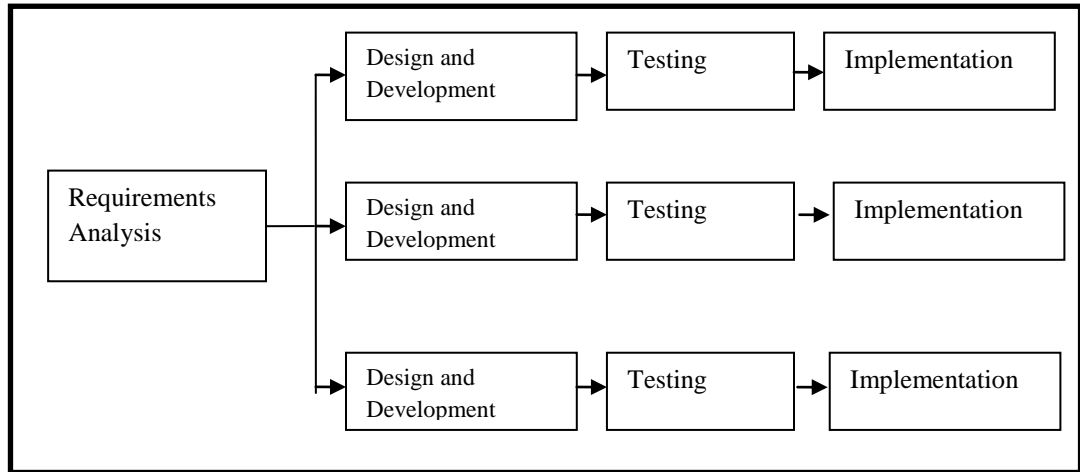 Design and
Development
Testing
Implementation
Requirements
Analysis
Design and
Development
Testing
Implementation
Design and
Development
Testing
Implementation